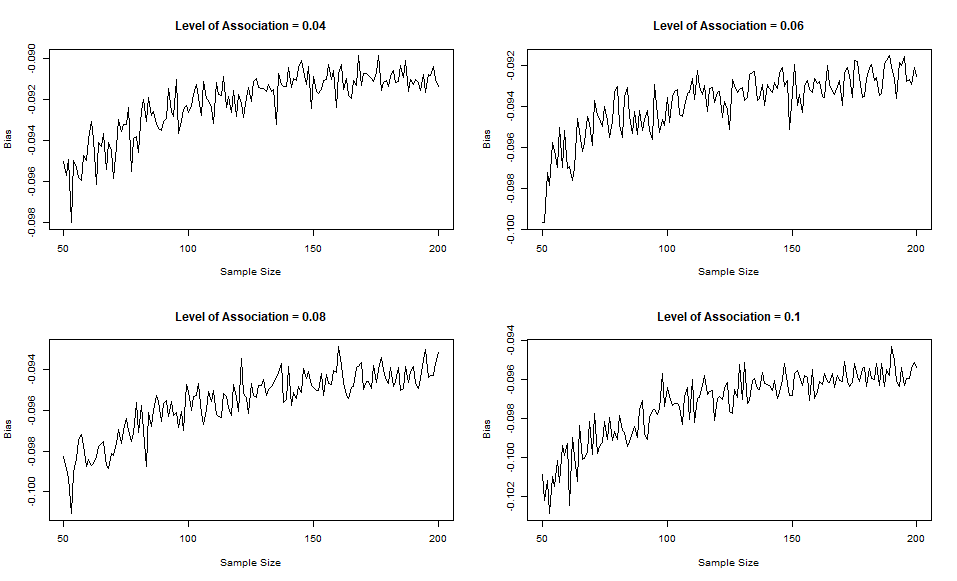 Level of Association = 0.04
Bias
-0.090
-0.092
-0.094
-0.096
-0.098
50 100 150 200
Sample Size
Level of Association = 0.06
Bias
-0.092
-0.094
-0.096
-0.098
-0.100
50 100 150 200
Sample Size
Level of Association = 0.08
Bias
-0.094
-0.096
-0.098
-0.100
50 100 150 200
Sample Size
Level of Association = 0.1
Bias
-0.094
-0.096
-0.098
-0.100
-0.102
50 100 150 200
Sample Size